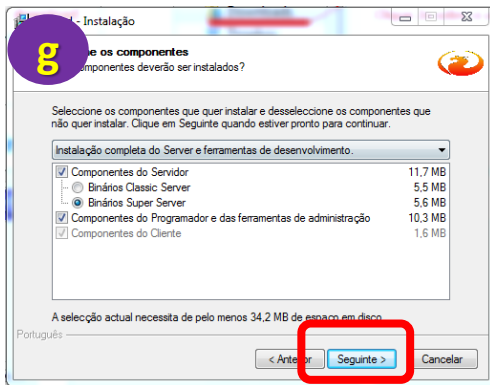 - Instalação
g
ne os componentes
omponentes deverão ser instalados?
Seleccione os componentes que quer instalar e desseleccione os componentes que
não quer instalar. Clique em Seguinte quando estiver pronto para continuar.
Instalação completa do Server e ferramentas de desenvolvimento.
Componentes do Servidor 11,7 MB
Binários Classic Server 5,5 MB
Binários Super Server 5,6 MB
Componentes do Programador e das ferramentas de administração 10,3 MB
Componentes do Cliente 1,6 MB
A selecção actual necessita de pelo menos 34,2 MB de espaço em disco.
Português
< Anterior Seguinte > Cancelar